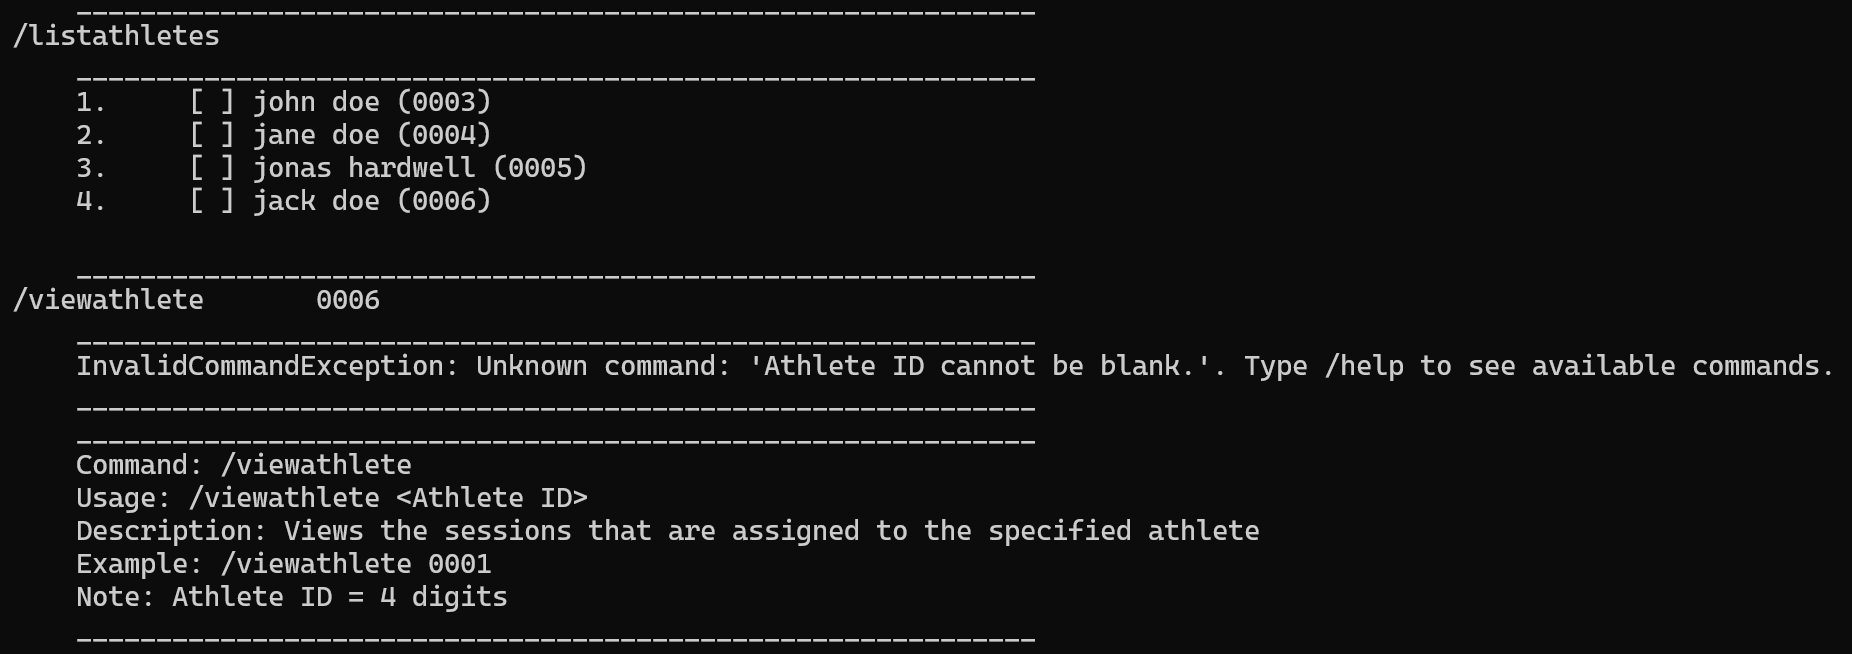 ____________________________________________________________
/listathletes
____________________________________________________________
1.     [ ] john doe (0003)
2.     [ ] jane doe (0004)
3.     [ ] jonas hardwell (0005)
4.     [ ] jack doe (0006)
____________________________________________________________
/viewathlete       0006
____________________________________________________________
InvalidCommandException: Unknown command: 'Athlete ID cannot be blank.'. Type /help to see available commands.
____________________________________________________________
____________________________________________________________
Command: /viewathlete
Usage: /viewathlete <Athlete ID>
Description: Views the sessions that are assigned to the specified athlete
Example: /viewathlete 0001
Note: Athlete ID = 4 digits
____________________________________________________________